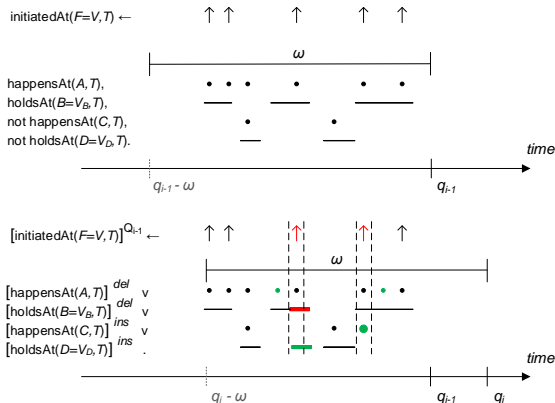 initiatedAt(F=V,T) ←
ω
happensAt(A,T),
holdsAt(B=V_B,T),
not happensAt(C,T),
not holdsAt(D=V_D,T).
time
q_{i-1} - ω
q_{i-1}
[initiatedAt(F=V,T)]^{Q_{i-1}} ←
ω
[happensAt(A,T)]^{del} v
[holdsAt(B=V_B,T)]^{del} v
[happensAt(C,T)]^{ins} v
[holdsAt(D=V_D,T)]^{ins} .
time
q_i - ω
q_{i-1}
q_i